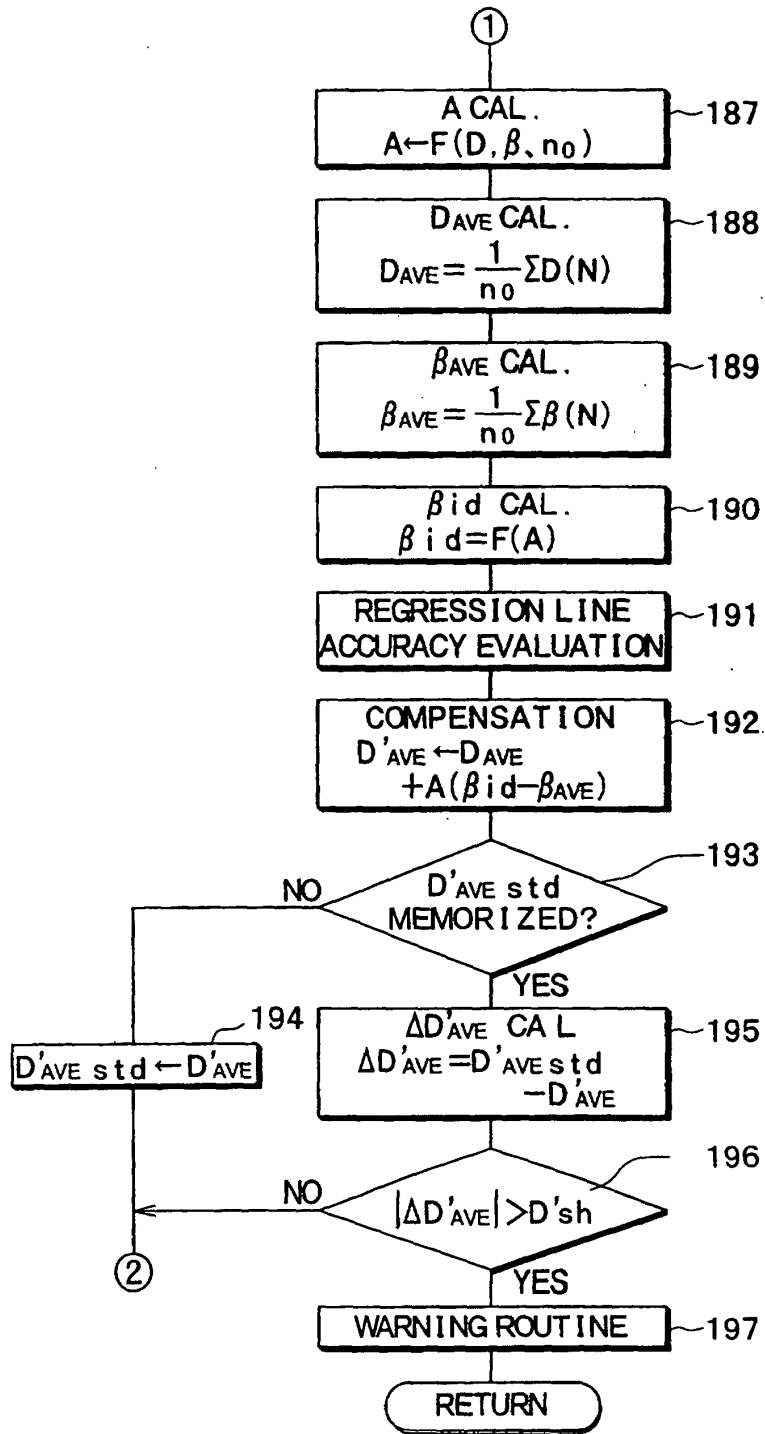 ①
A CAL.
A←F(D, β、n₀)
187
DAVE CAL.
DAVE = 1/n₀ ΣD(N)
188
βAVE CAL.
βAVE = 1/n₀ Σβ(N)
189
βid CAL.
βid=F(A)
190
REGRESSION LINE
ACCURACY EVALUATION
191
COMPENSATION
D'AVE←DAVE
+A(βid−βAVE)
192
193
NO
D'AVE std
MEMORIZED?
YES
194
D'AVE std←D'AVE
ΔD'AVE CAL
ΔD'AVE=D'AVE std
−D'AVE
195
196
NO
|ΔD'AVE|>D'sh
②
YES
WARNING ROUTINE
197
RETURN